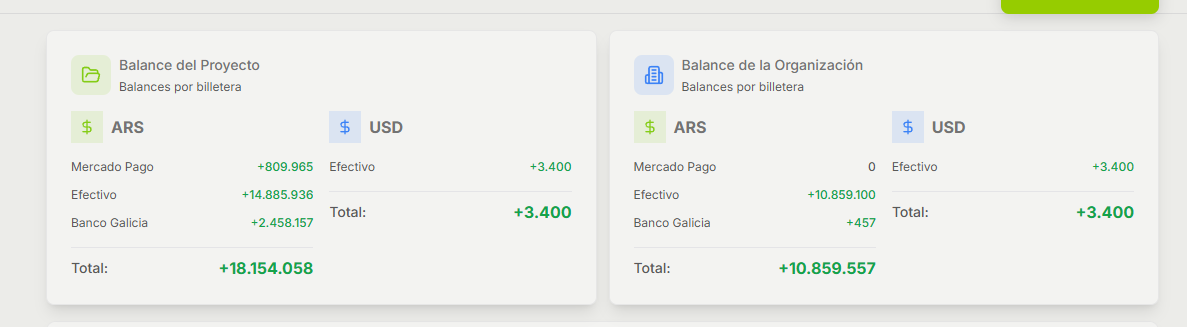 Balance del Proyecto
Balances por billetera
$ ARS
Mercado Pago +809.965
Efectivo +14.885.936
Banco Galicia +2.458.157
Total: +18.154.058
$ USD
Efectivo +3.400
Total: +3.400
Balance de la Organización
Balances por billetera
$ ARS
Mercado Pago 0
Efectivo +10.859.100
Banco Galicia +457
Total: +10.859.557
$ USD
Efectivo +3.400
Total: +3.400